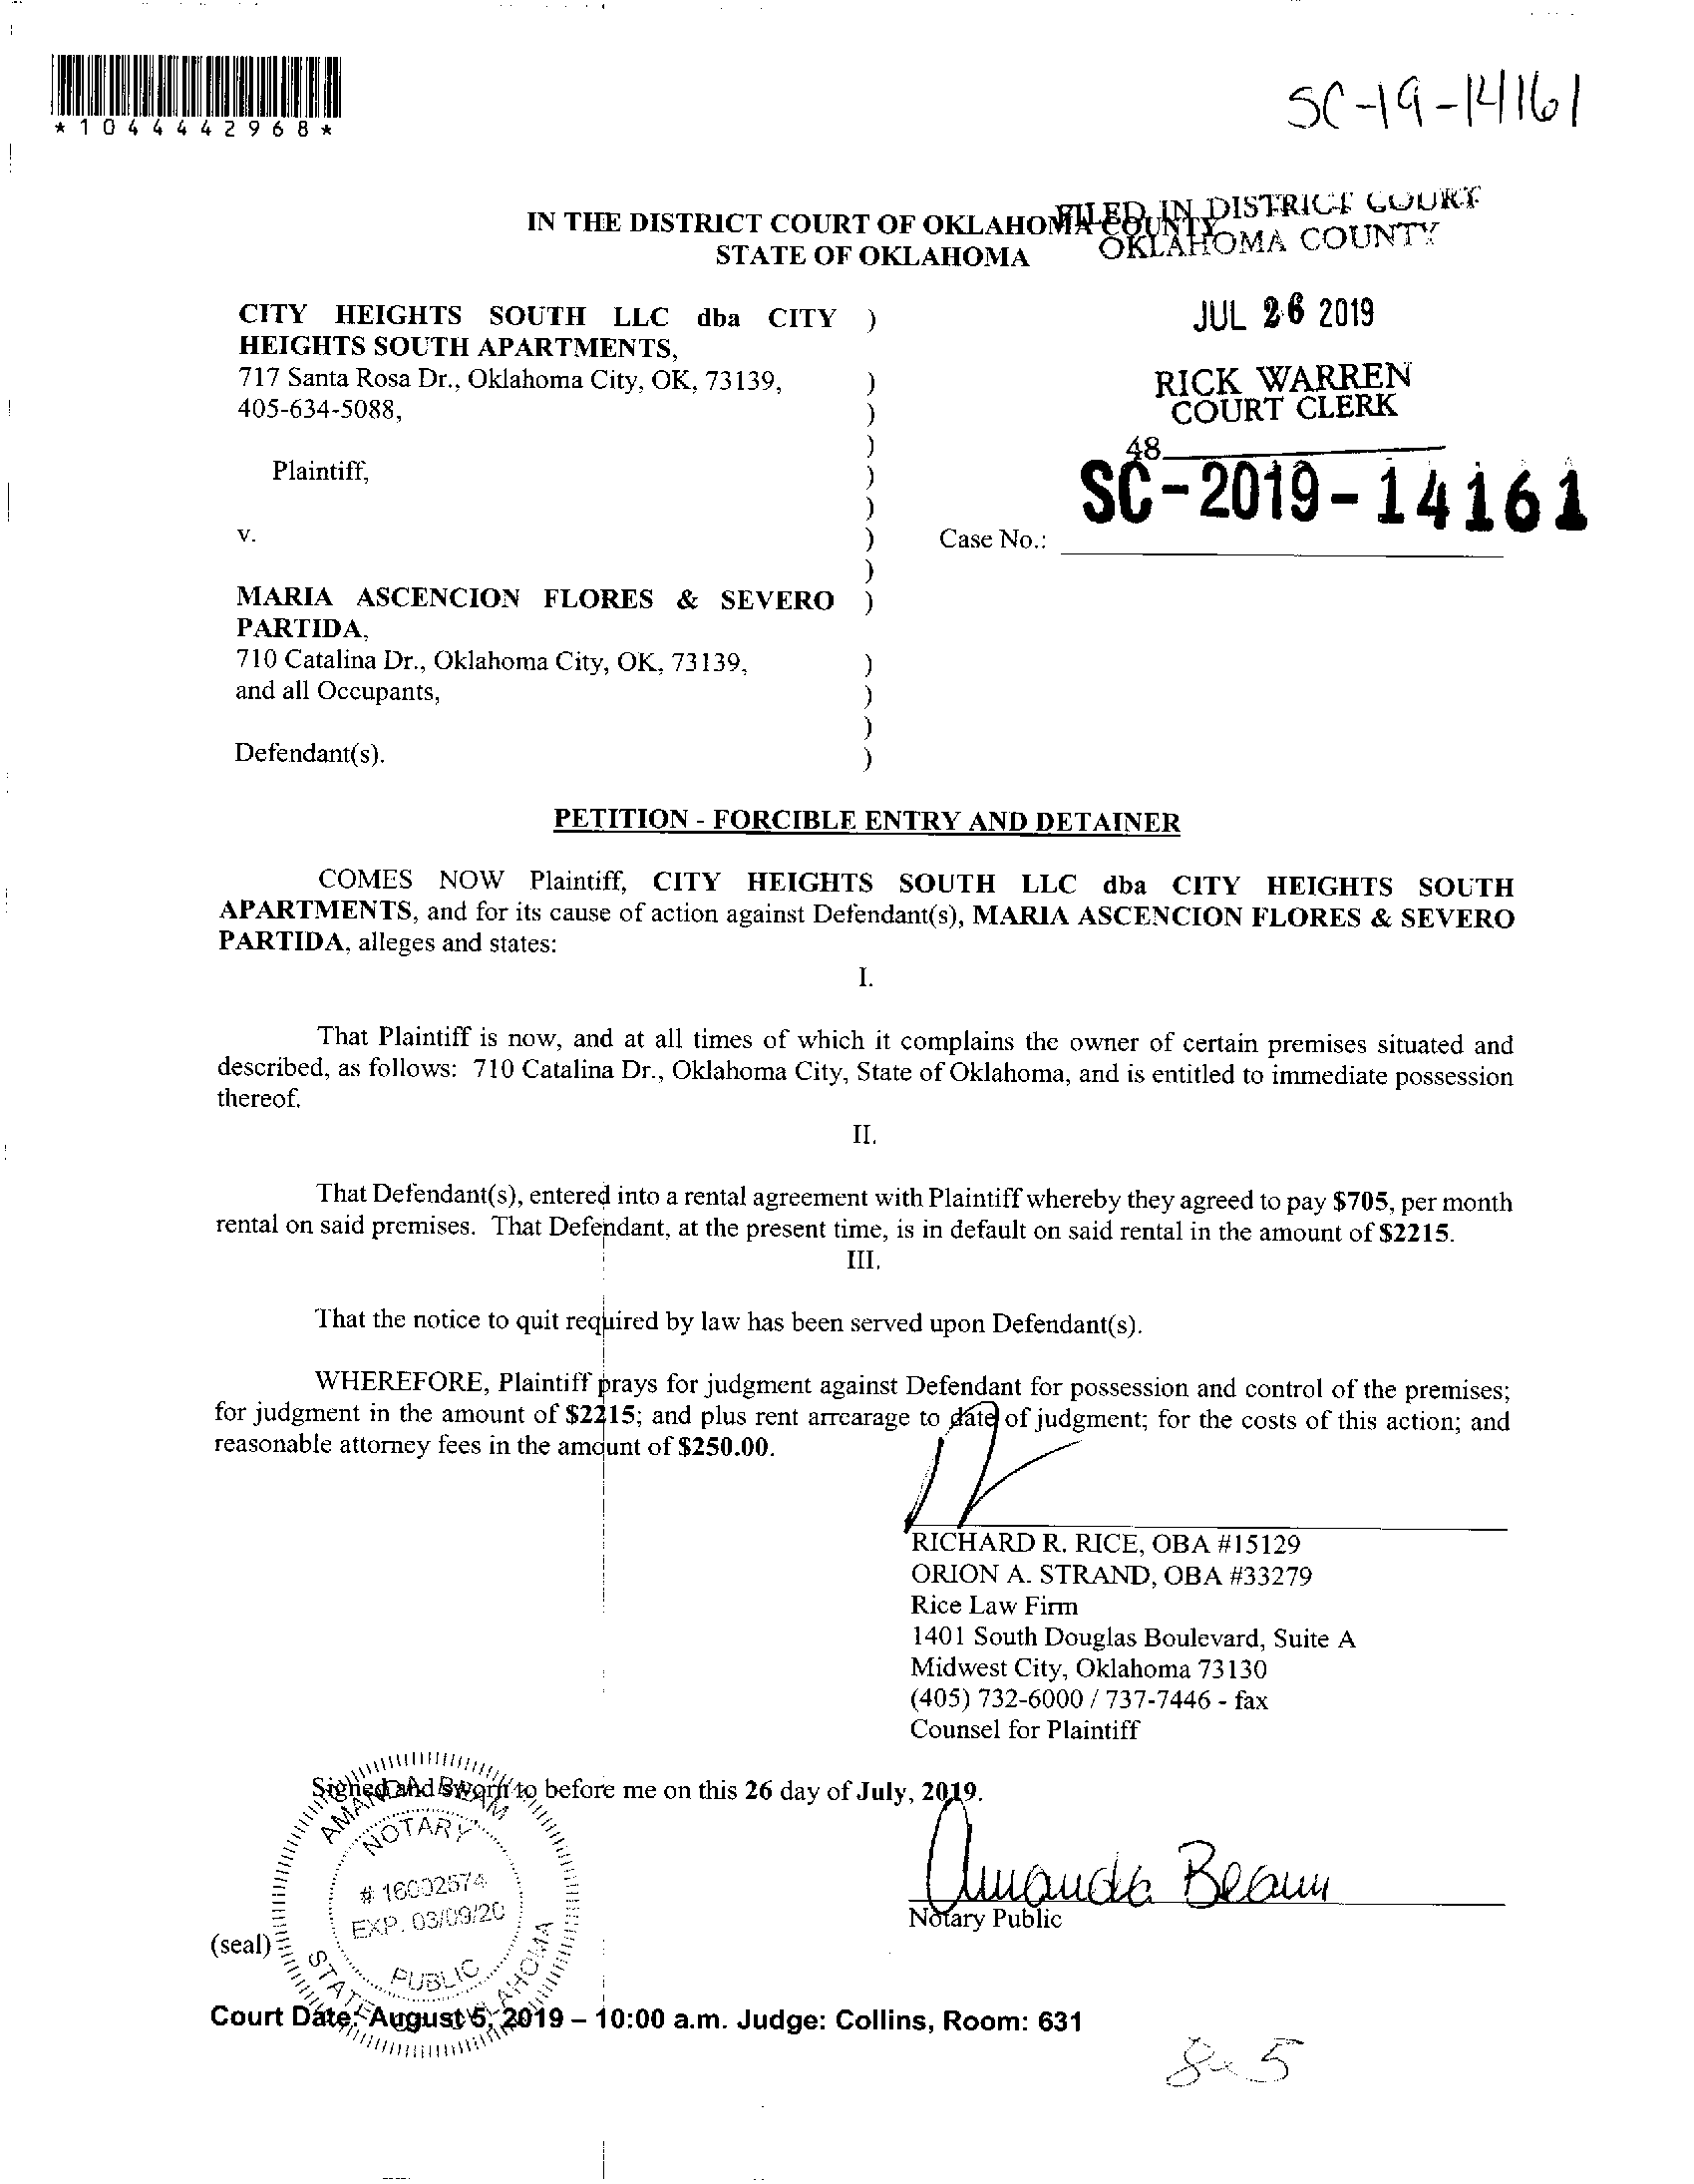 *1044442968*
SC-19-14161
IN THE DISTRICT COURT OF OKLAHOMA COUNTY
STATE OF OKLAHOMA
FILED IN DISTRICT COURT
OKLAHOMA COUNTY
JUL 26 2019
RICK WARREN
COURT CLERK
48
SC-2019-14161
Case No.:
CITY HEIGHTS SOUTH LLC dba CITY )
HEIGHTS SOUTH APARTMENTS,
717 Santa Rosa Dr., Oklahoma City, OK, 73139, )
405-634-5088, )
)
Plaintiff, )
)
v. )
)
MARIA ASCENCION FLORES & SEVERO )
PARTIDA,
710 Catalina Dr., Oklahoma City, OK, 73139, )
and all Occupants, )
)
Defendant(s). )
PETITION - FORCIBLE ENTRY AND DETAINER
COMES NOW Plaintiff, CITY HEIGHTS SOUTH LLC dba CITY HEIGHTS SOUTH
APARTMENTS, and for its cause of action against Defendant(s), MARIA ASCENCION FLORES & SEVERO
PARTIDA, alleges and states:
I.
That Plaintiff is now, and at all times of which it complains the owner of certain premises situated and
described, as follows: 710 Catalina Dr., Oklahoma City, State of Oklahoma, and is entitled to immediate possession
thereof.
II.
That Defendant(s), entered into a rental agreement with Plaintiff whereby they agreed to pay $705, per month
rental on said premises. That Defendant, at the present time, is in default on said rental in the amount of $2215.
III.
That the notice to quit required by law has been served upon Defendant(s).
WHEREFORE, Plaintiff prays for judgment against Defendant for possession and control of the premises;
for judgment in the amount of $2215; and plus rent arrearage to date of judgment; for the costs of this action; and
reasonable attorney fees in the amount of $250.00.
RICHARD R. RICE, OBA #15129
ORION A. STRAND, OBA #33279
Rice Law Firm
1401 South Douglas Boulevard, Suite A
Midwest City, Oklahoma 73130
(405) 732-6000 / 737-7446 - fax
Counsel for Plaintiff
Signed and sworn to before me on this 26 day of July, 2019.
AMANDA BEAM
NOTARY
# 16002574
EXP. 03/09/20
PUBLIC
STATE OF OKLAHOMA
Amanda Beam
Notary Public
(seal)
Court Date: August 5, 2019 – 10:00 a.m. Judge: Collins, Room: 631